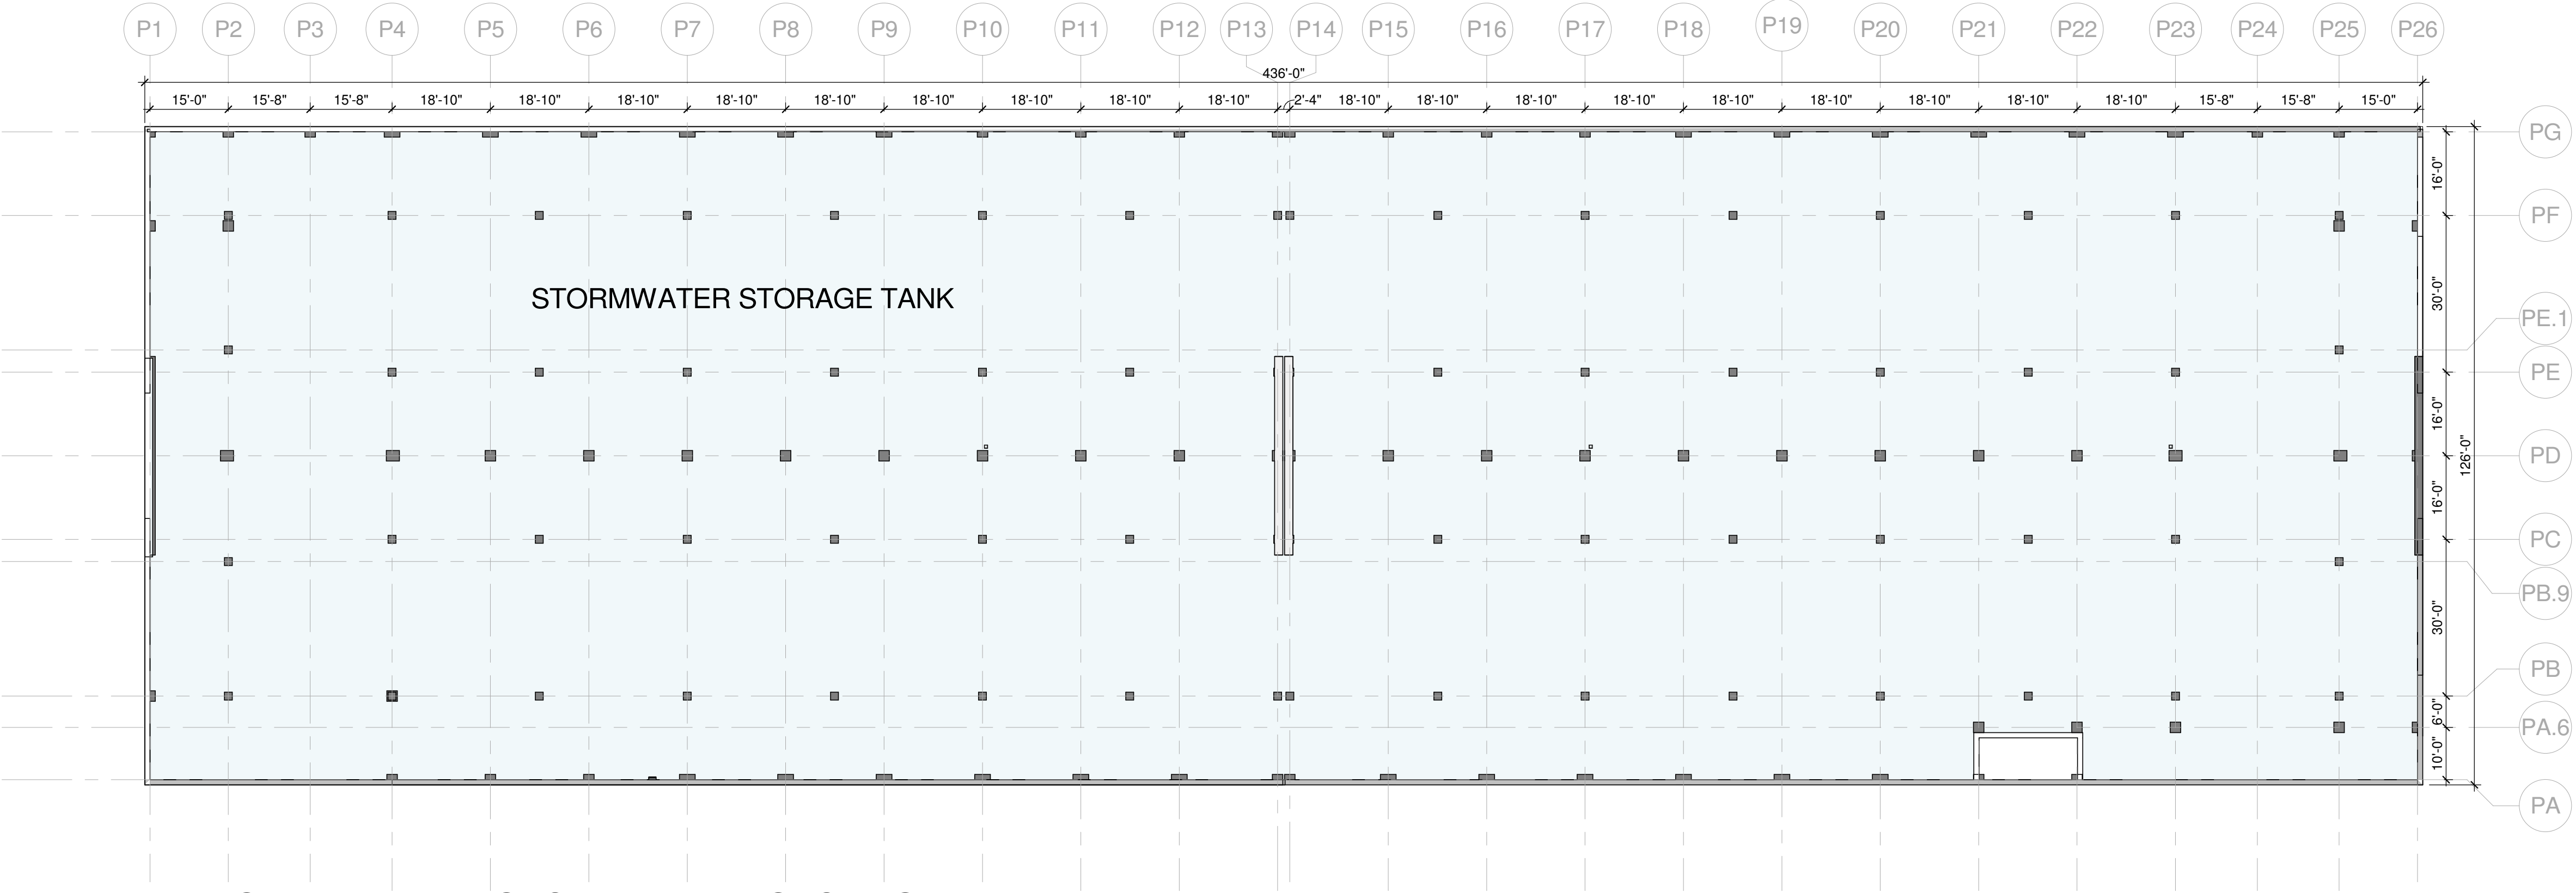 P1 P2 P3 P4 P5 P6 P7 P8 P9 P10 P11 P12 P13 P14 P15 P16 P17 P18 P19 P20 P21 P22 P23 P24 P25 P26
436'-0"
15'-0" 15'-8" 15'-8" 18'-10" 18'-10" 18'-10" 18'-10" 18'-10" 18'-10" 18'-10" 18'-10" 18'-10" 2'-4" 18'-10" 18'-10" 18'-10" 18'-10" 18'-10" 18'-10" 18'-10" 18'-10" 18'-10" 15'-8" 15'-8" 15'-0"
PG
16'-0"
PF
STORMWATER STORAGE TANK
30'-0"
PE.1
PE
16'-0"
PD
126'-0"
16'-0"
PC
PB.9
30'-0"
PB
6'-0"
PA.6
10'-0"
PA